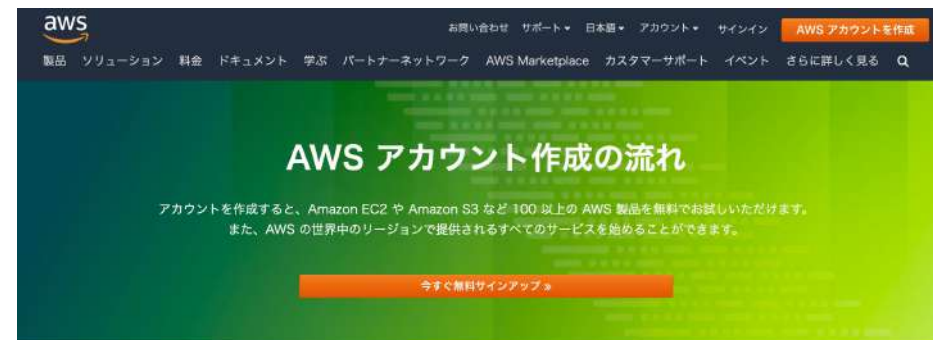 aws
お問い合わせ サポート 日本語 アカウント サインイン AWS アカウントを作成
製品 ソリューション 料金 ドキュメント 学ぶ パートナーネットワーク AWS Marketplace カスタマーサポート イベント さらに詳しく見る
AWS アカウント作成の流れ
アカウントを作成すると、Amazon EC2 や Amazon S3 など 100 以上の AWS 製品を無料でお試しいただけます。
また、AWS の世界中のリージョンで提供されるすべてのサービスを始めることができます。
今すぐ無料サインアップ »